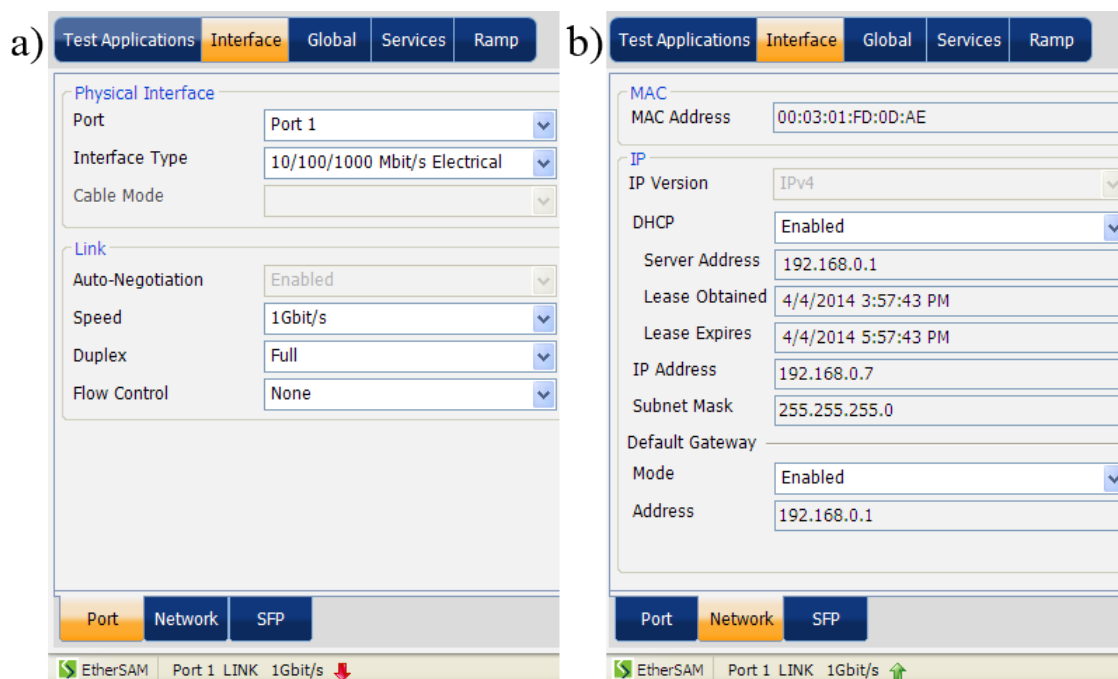 a)
Test Applications Interface Global Services Ramp
Physical Interface
Port Port 1
Interface Type 10/100/1000 Mbit/s Electrical
Cable Mode
Link
Auto-Negotiation Enabled
Speed 1Gbit/s
Duplex Full
Flow Control None
Port Network SFP
EtherSAM Port 1 LINK 1Gbit/s
b)
Test Applications Interface Global Services Ramp
MAC
MAC Address 00:03:01:FD:0D:AE
IP
IP Version IPv4
DHCP Enabled
Server Address 192.168.0.1
Lease Obtained 4/4/2014 3:57:43 PM
Lease Expires 4/4/2014 5:57:43 PM
IP Address 192.168.0.7
Subnet Mask 255.255.255.0
Default Gateway
Mode Enabled
Address 192.168.0.1
Port Network SFP
EtherSAM Port 1 LINK 1Gbit/s